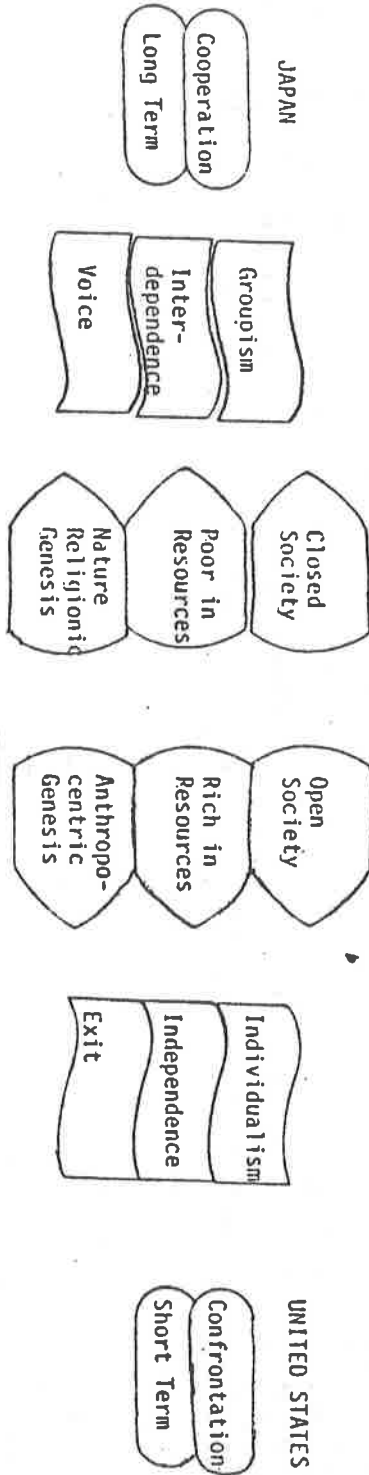 JAPAN
Cooperation
Long Term
Groupism
Inter-
dependence
Voice
Closed
Society
Poor in
Resources
Nature
Religionic
Genesis
Open
Society
Rich in
Resources
Anthropo-
centric
Genesis
Individualism
Independence
Exit
UNITED STATES
Confrontation
Short Term